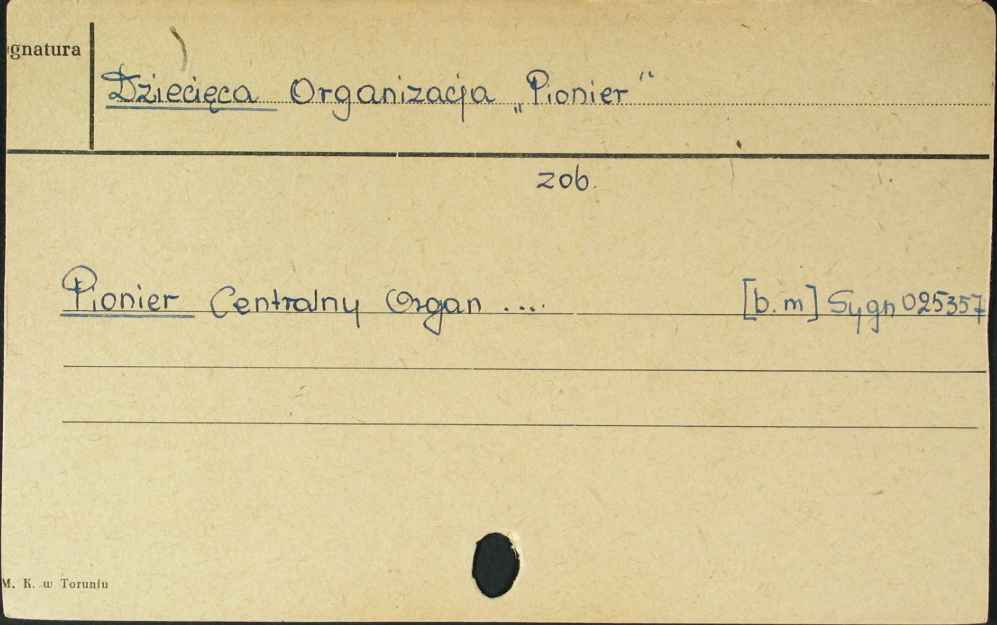 gnatura
Dziecięca Organizacja „Pionier“
zob.
Pionier Centralny Organ ... [b.m] Sygn 025357
M. K. w Toruniu